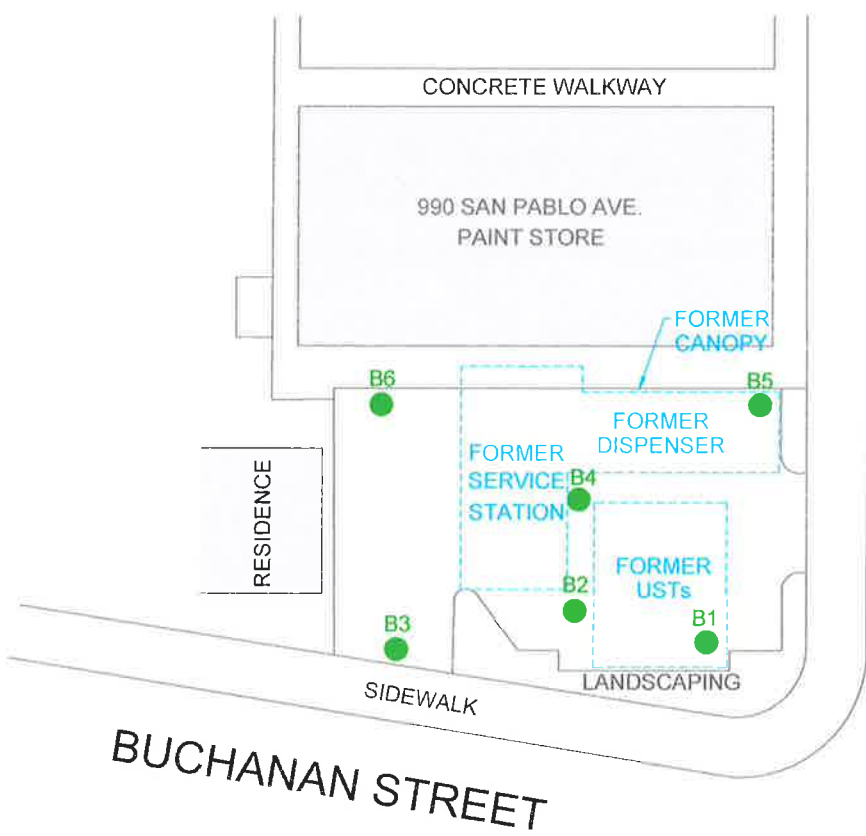 CONCRETE WALKWAY
990 SAN PABLO AVE.
PAINT STORE
FORMER
CANOPY
B6
B5
FORMER
DISPENSER
FORMER
SERVICE
STATION
B4
RESIDENCE
FORMER
USTs
B2
B1
B3
LANDSCAPING
SIDEWALK
BUCHANAN STREET